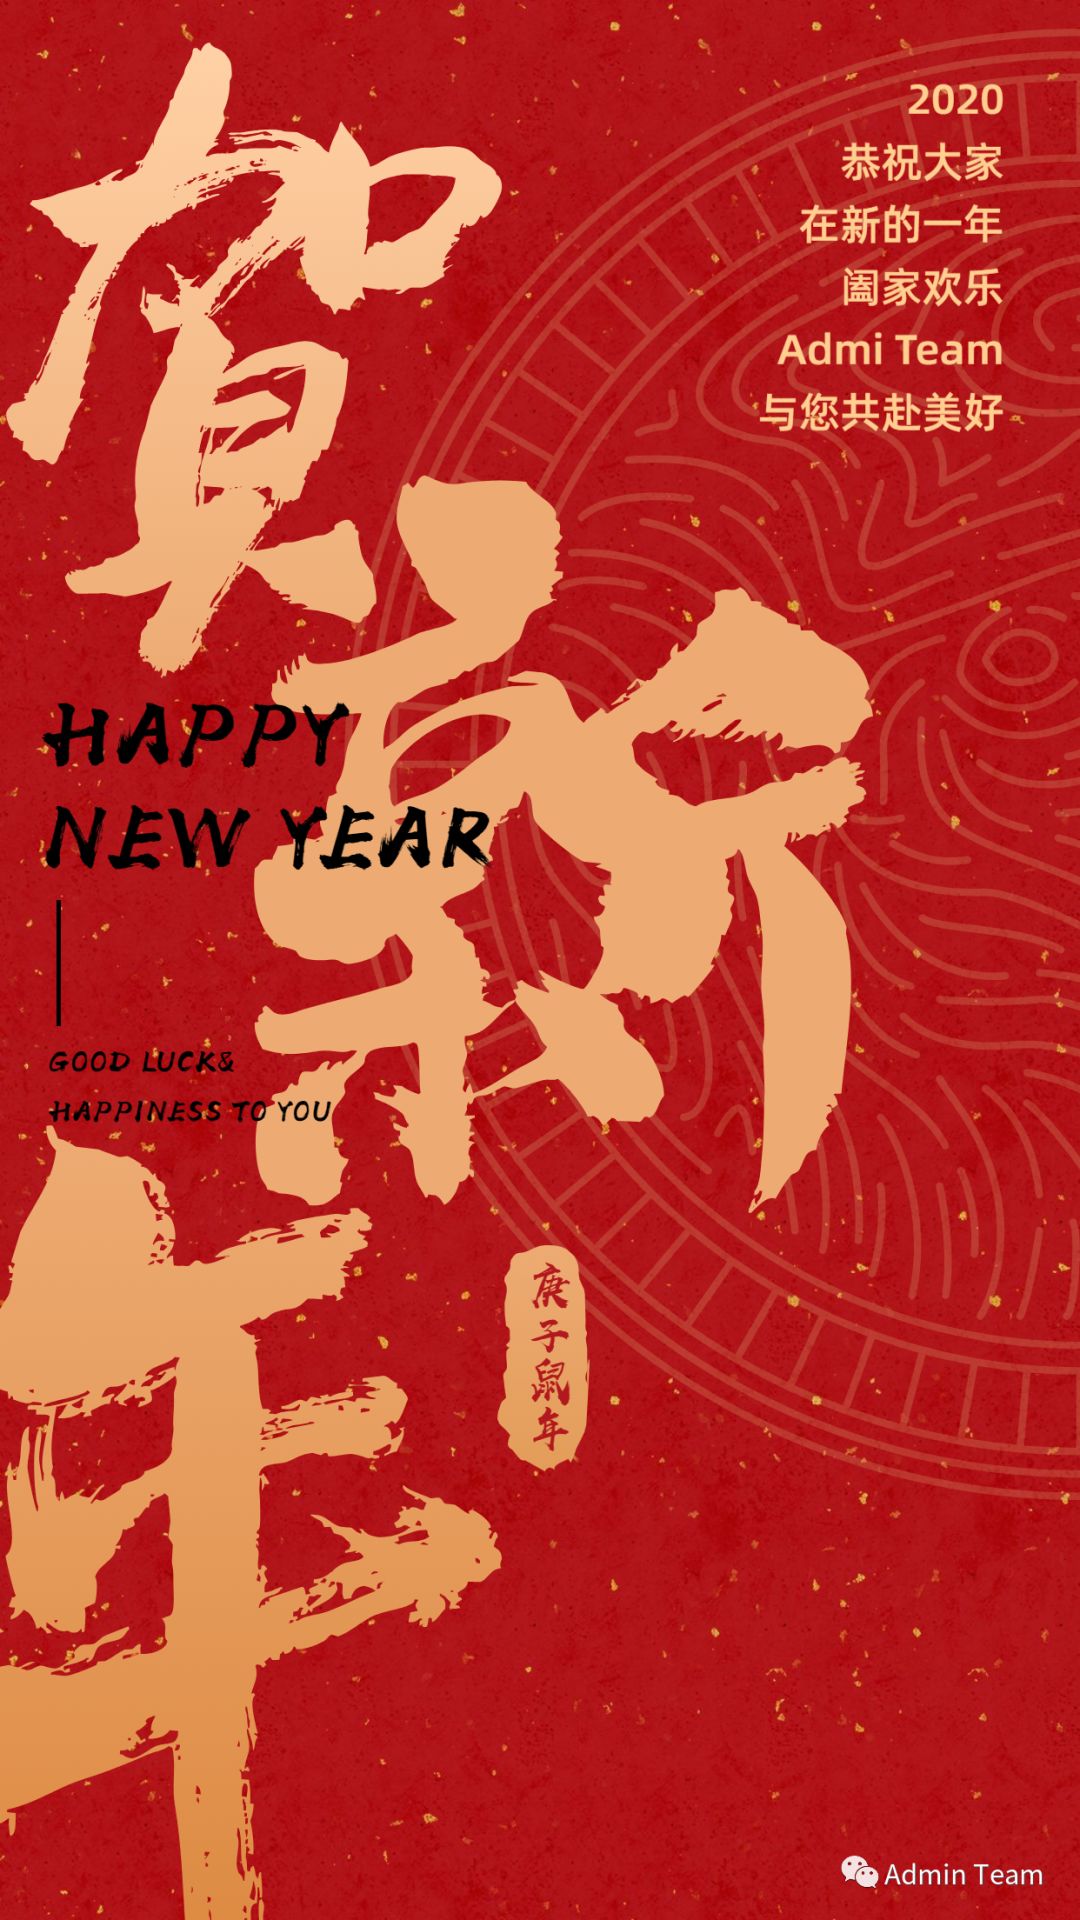 賀
新
年
2020
恭祝大家
在新的一年
阖家欢乐
Admi Team
与您共赴美好
HAPPY
NEW YEAR
GOOD LUCK&
HAPPINESS TO YOU
庚子鼠年
Admin Team